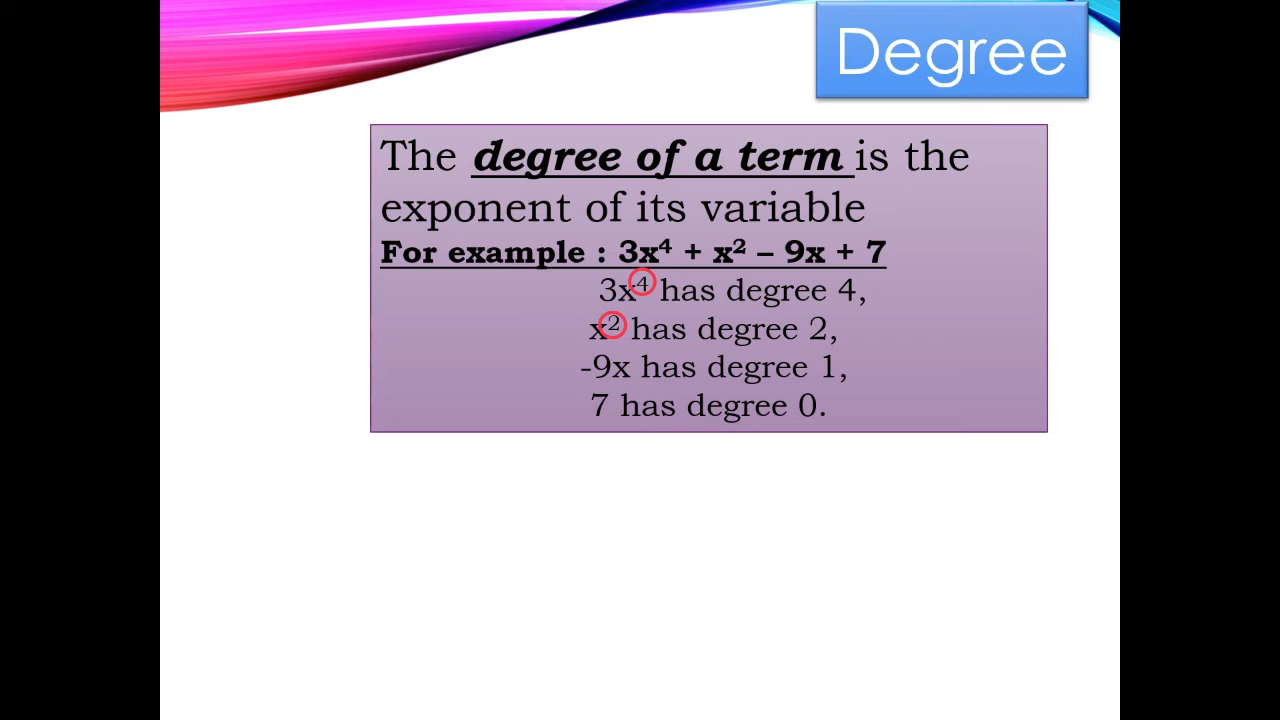 Degree
The degree of a term is the
exponent of its variable
For example : 3x⁴ + x² – 9x + 7
3x⁴ has degree 4,
x² has degree 2,
-9x has degree 1,
7 has degree 0.